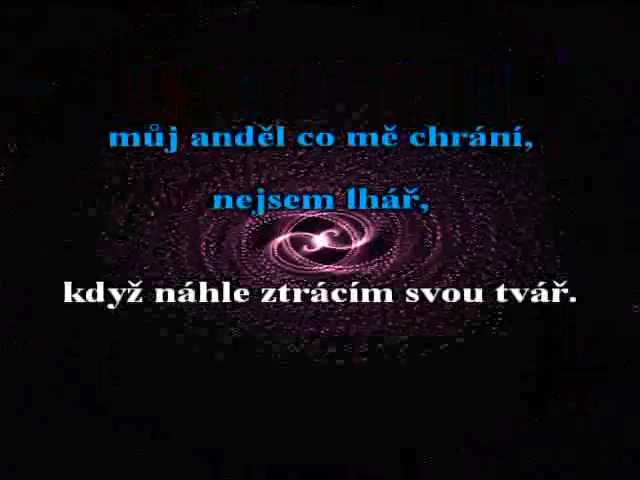 můj anděl co mě chrání,
nejsem lhář,
když náhle ztrácím svou tvář.